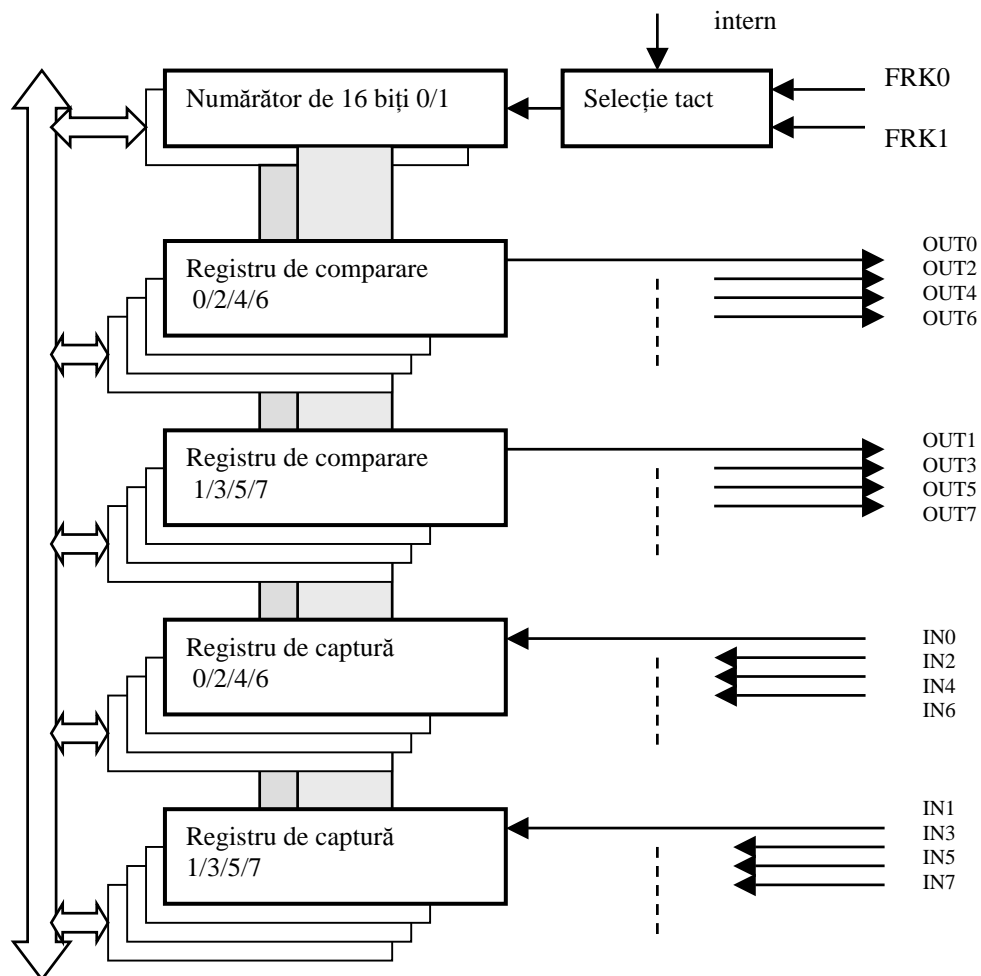 intern
FRK0
Numărător de 16 biți 0/1
Selecție tact
FRK1
Registru de comparare
0/2/4/6
OUT0
OUT2
OUT4
OUT6
Registru de comparare
1/3/5/7
OUT1
OUT3
OUT5
OUT7
Registru de captură
0/2/4/6
IN0
IN2
IN4
IN6
Registru de captură
1/3/5/7
IN1
IN3
IN5
IN7